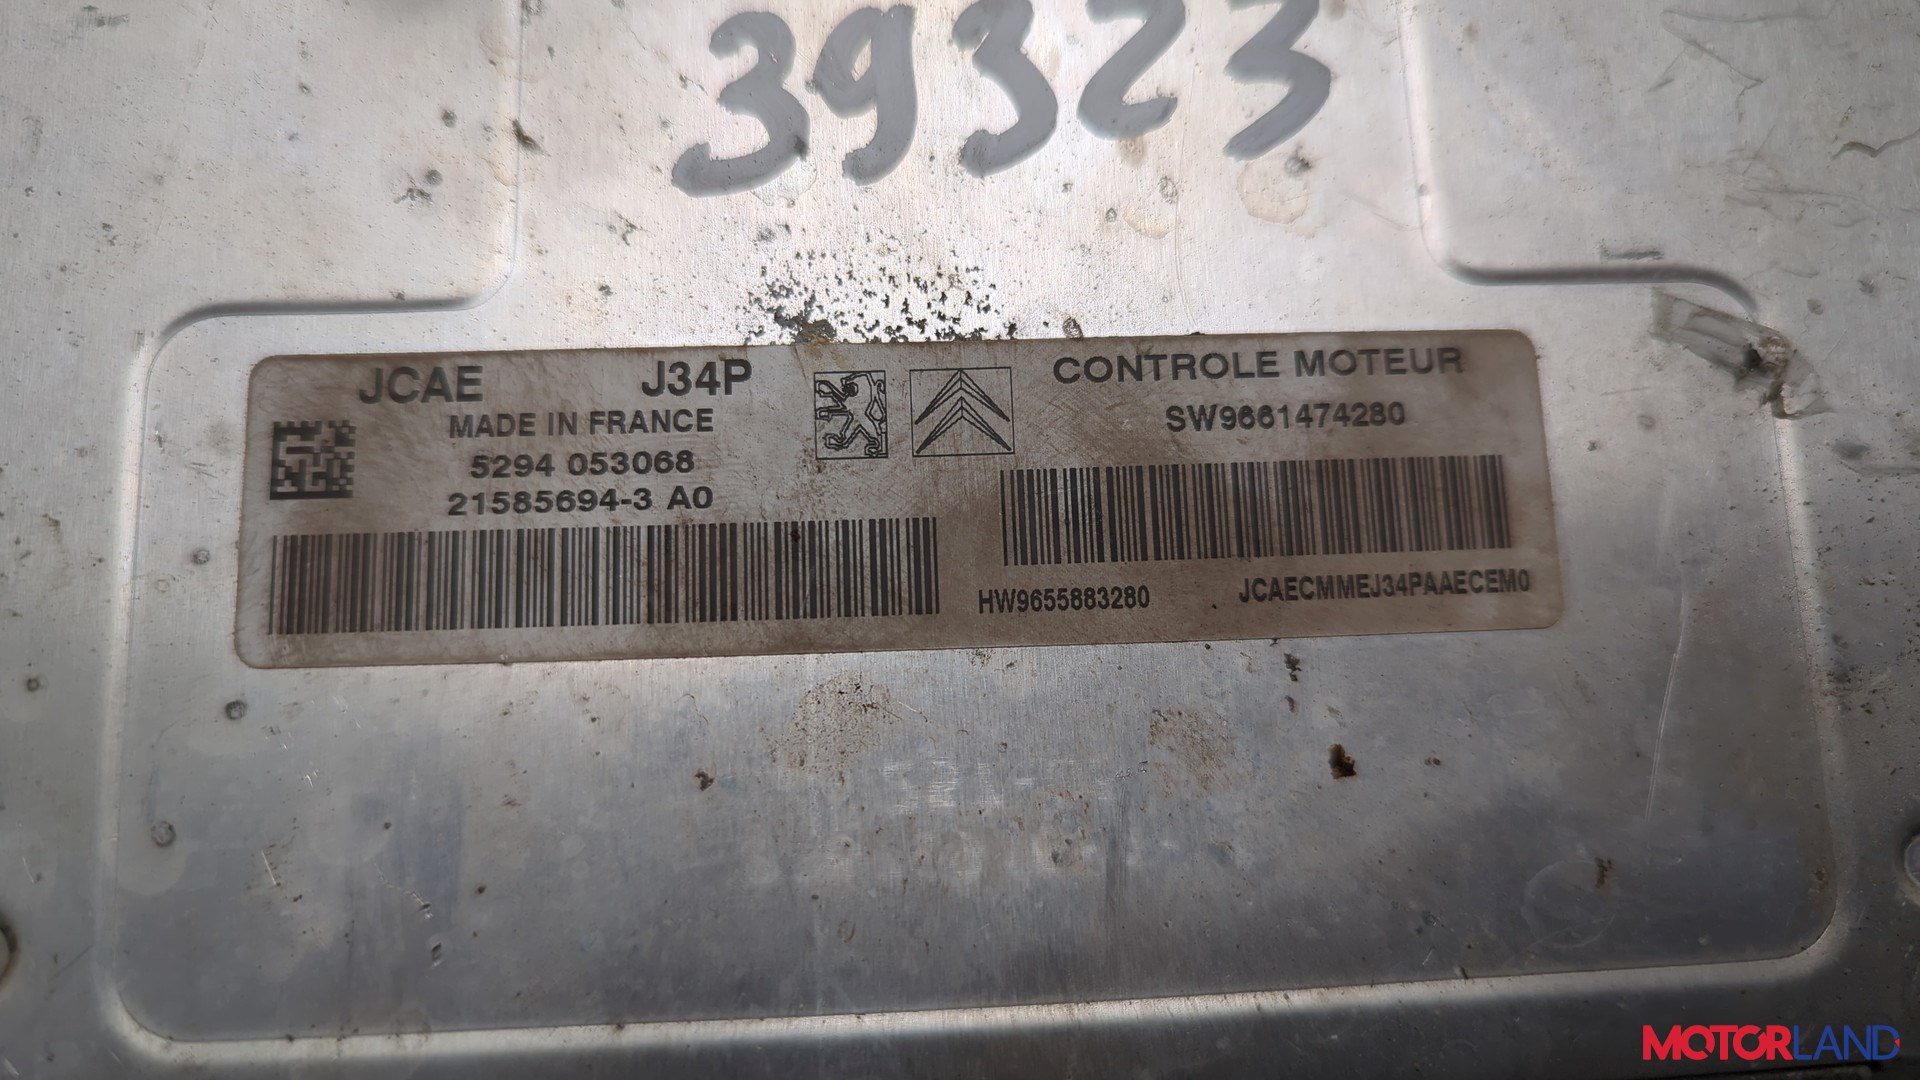 39323
JCAE J34P
MADE IN FRANCE
5294 053068
21585694-3 A0
CONTROLE MOTEUR
SW9661474280
HW9655883280 JCAECMMEJ34PAAECEM0
MOTORLAND